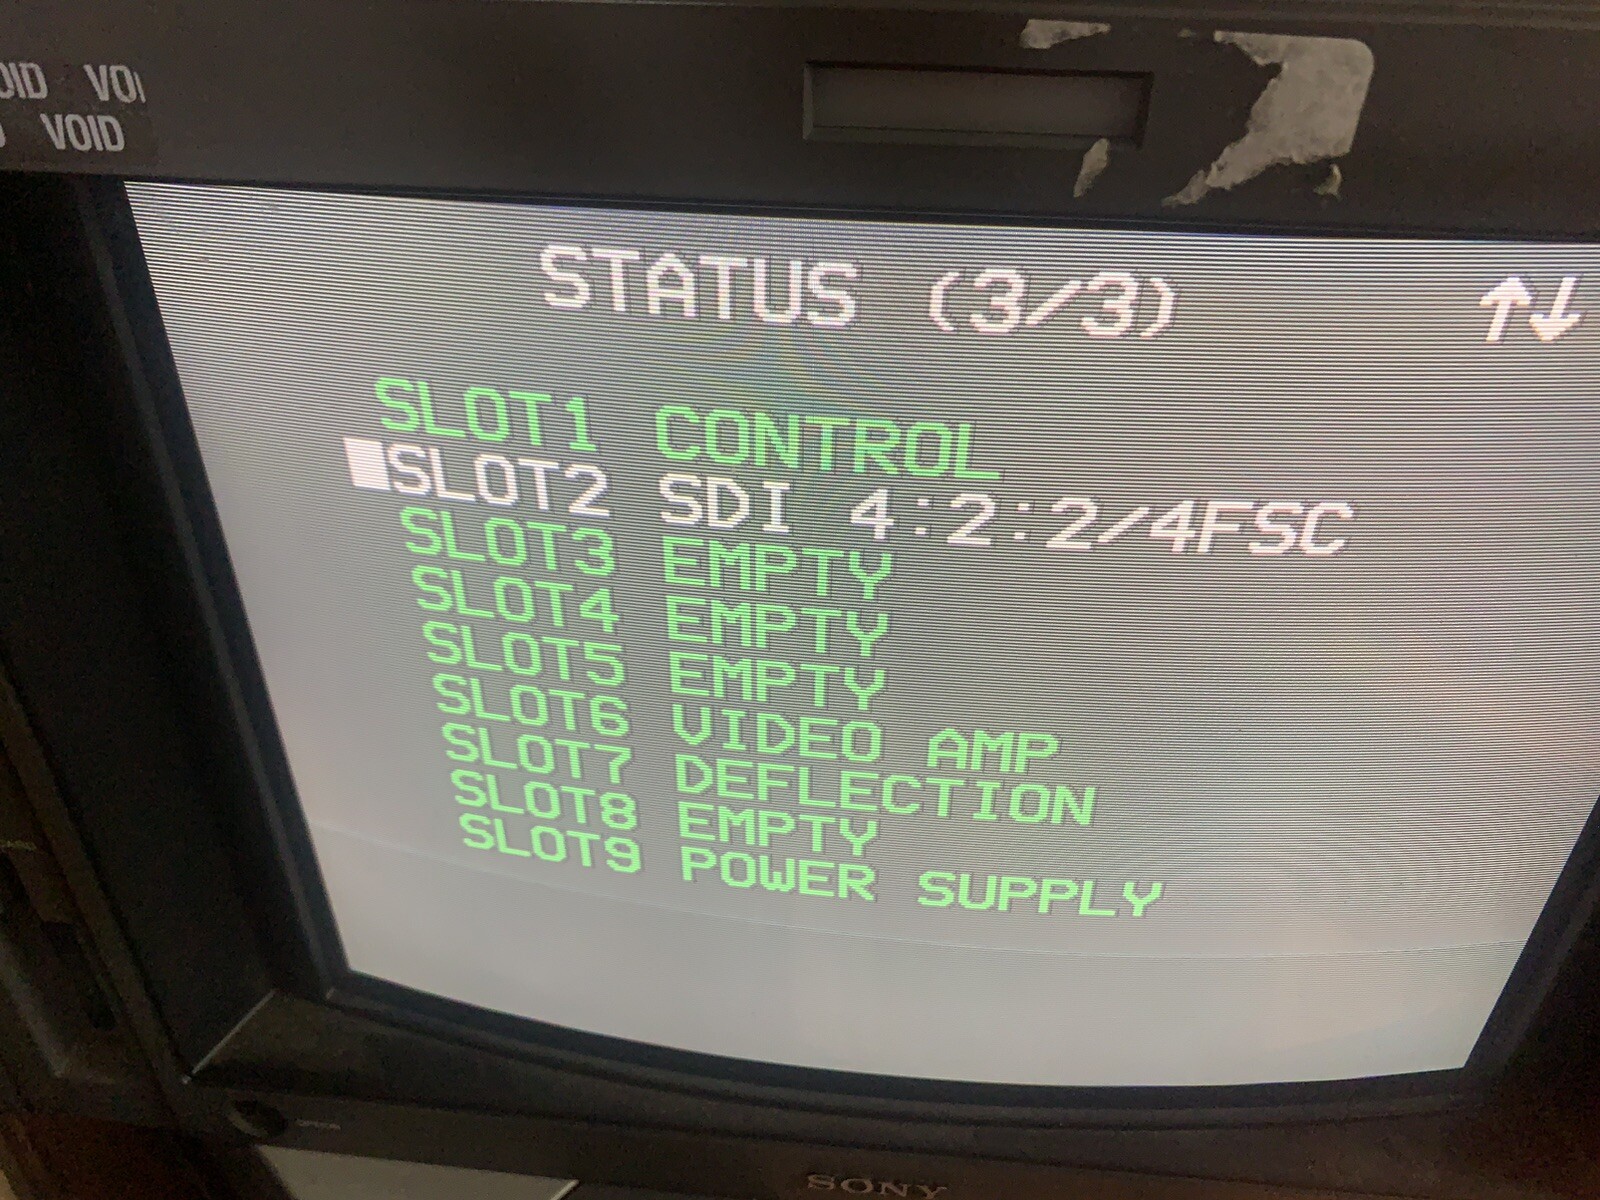 VOID
VOID
STATUS (3/3) ↑↓
SLOT1 CONTROL
SLOT2 SDI 4:2:2/4FSC
SLOT3 EMPTY
SLOT4 EMPTY
SLOT5 EMPTY
SLOT6 VIDEO AMP
SLOT7 DEFLECTION
SLOT8 EMPTY
SLOT9 POWER SUPPLY
SONY